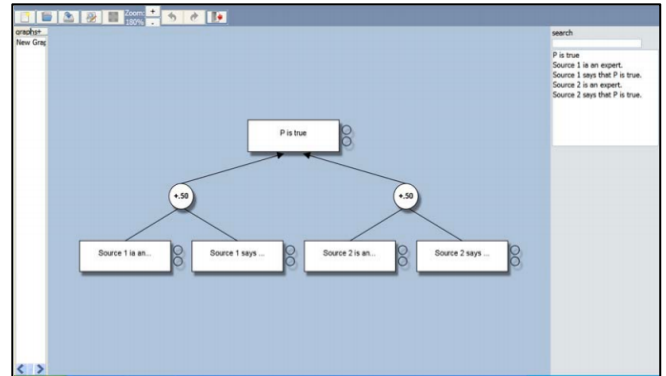 Zoom: +
180% -
graphs+
New Grap
search
P is true
Source 1 ia an expert.
Source 1 says that P is true.
Source 2 is an expert.
Source 2 says that P is true.
P is true
+.50
+.50
Source 1 ia an...
Source 1 says ...
Source 2 is an...
Source 2 says ...